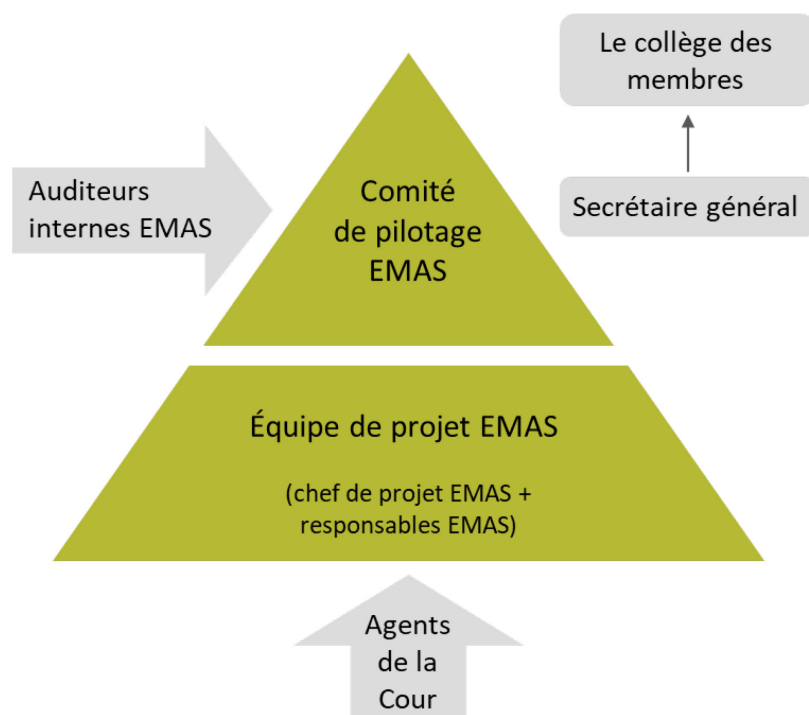 Le collège des
membres
Secrétaire général
Auditeurs
internes EMAS
Comité
de pilotage
EMAS
Équipe de projet EMAS
(chef de projet EMAS +
responsables EMAS)
Agents
de la
Cour